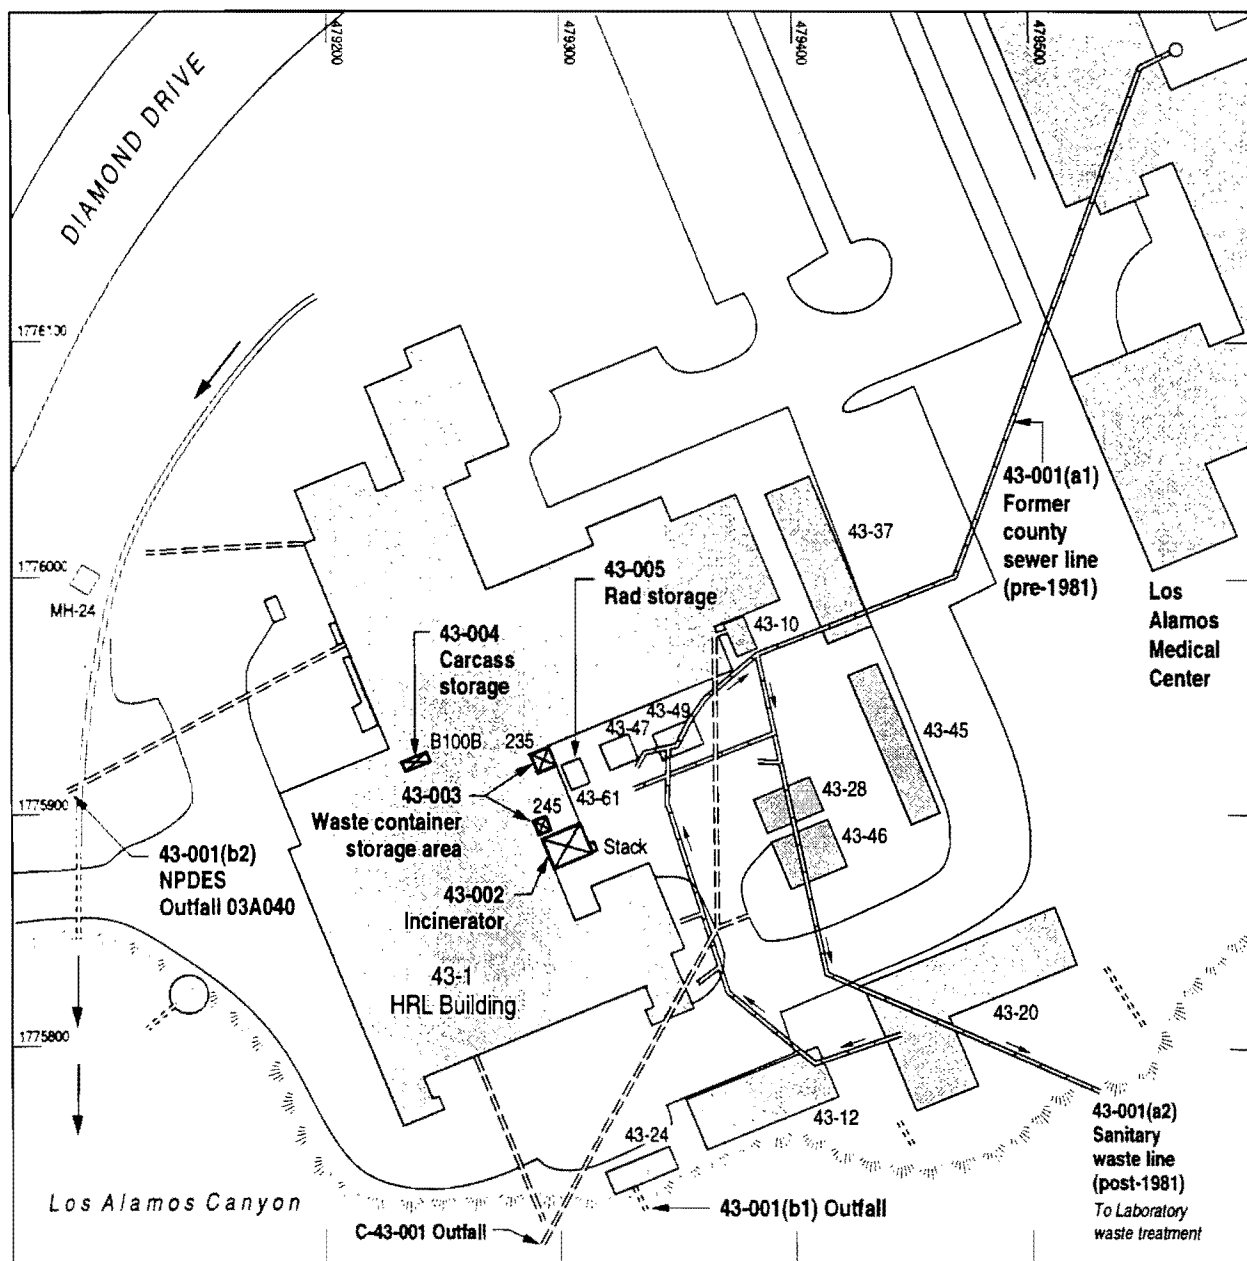 479200
479300
479400
479500
DIAMOND DRIVE
1776100
43-001(a1)
Former
county
sewer line
(pre-1981)
43-37
1776000
MH-24
43-005
Rad storage
Los
Alamos
Medical
Center
43-10
43-004
Carcass
storage
43-49
43-47
B100B
235
43-45
43-61
43-28
1775900
43-003
Waste container
storage area
245
43-46
Stack
43-001(b2)
NPDES
Outfall 03A040
43-002
Incinerator
43-1
HRL Building
43-20
1775800
43-12
43-24
43-001(a2)
Sanitary
waste line
(post-1981)
To Laboratory
waste treatment
Los Alamos Canyon
43-001(b1) Outfall
C-43-001 Outfall